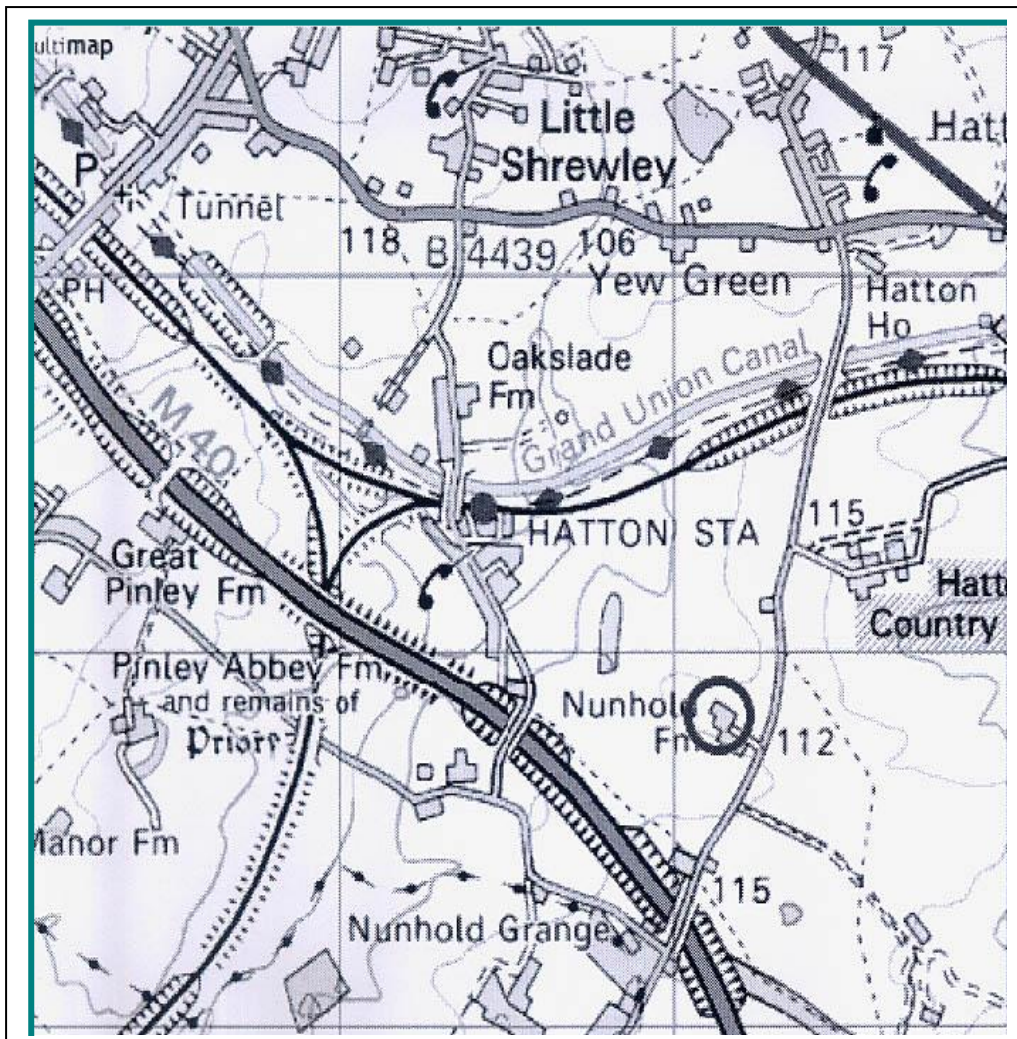 ultimap
117
Little
Shrewley
Hatt
P
Tunnel
118
B 4439
106
Yew Green
PH
Hatton
Ho
Oakslade
Fm
Grand Union Canal
M 40
HATTON STA
115
Great
Pinley Fm
Hatt
Country
Pinley Abbey Fm
and remains of
Priory
Nunhold
Fm
112
Manor Fm
115
Nunhold Grange